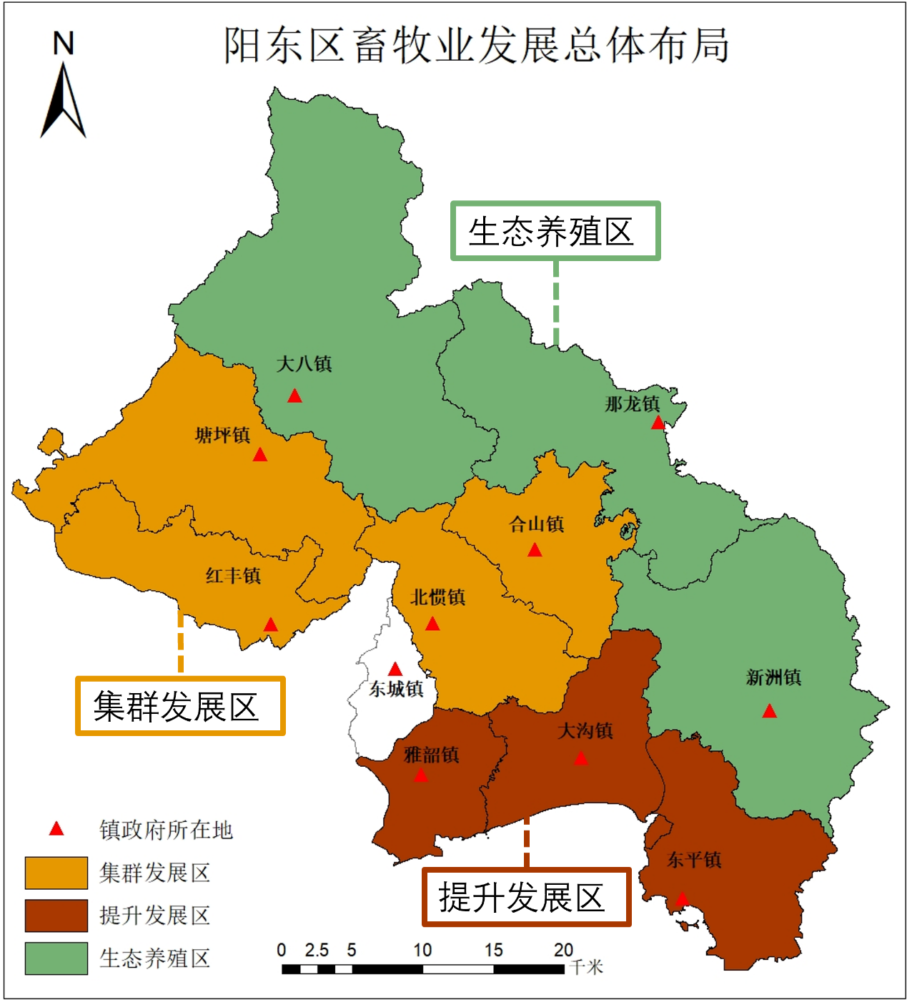 阳东区畜牧业发展总体布局
N
生态养殖区
大八镇
那龙镇
塘坪镇
合山镇
红丰镇
北惯镇
新洲镇
东城镇
集群发展区
大沟镇
雅韶镇
东平镇
提升发展区
镇政府所在地
集群发展区
提升发展区
生态养殖区
0 2.5 5 10 15 20
千米